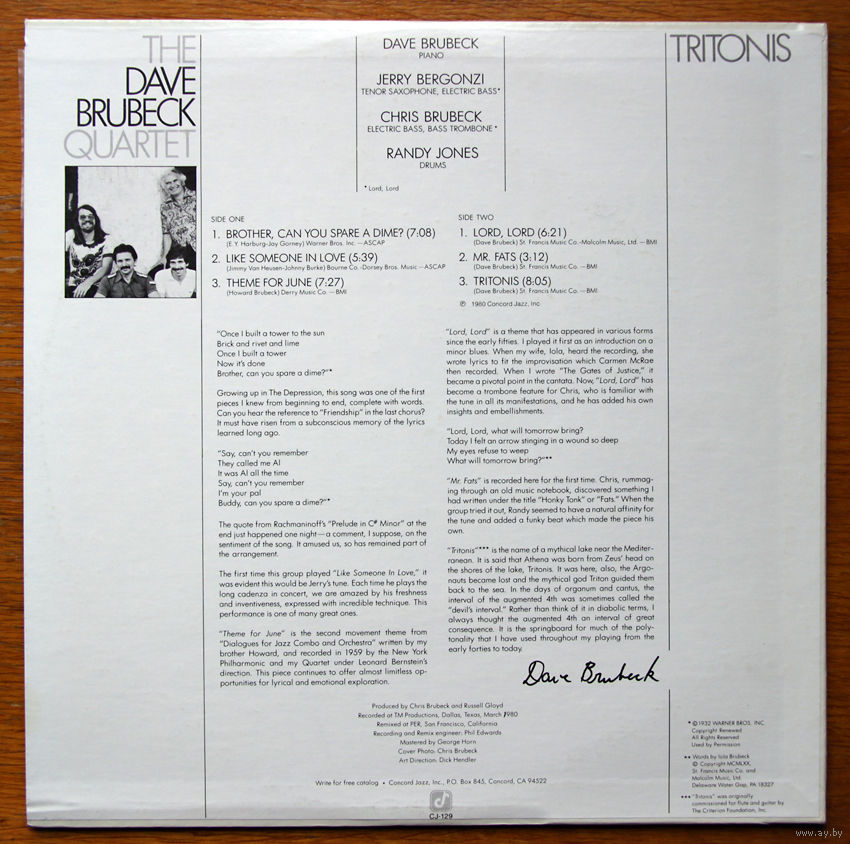 THE
DAVE
BRUBECK
QUARTET
DAVE BRUBECK
PIANO
JERRY BERGONZI
TENOR SAXOPHONE, ELECTRIC BASS*
CHRIS BRUBECK
ELECTRIC BASS, BASS TROMBONE*
RANDY JONES
DRUMS
*Lord, Lord
TRITONIS
SIDE ONE
1. BROTHER, CAN YOU SPARE A DIME? (7:08)
(E.Y. Harburg-Jay Gorney) Warner Bros. Inc. —ASCAP
2. LIKE SOMEONE IN LOVE (5:39)
(Jimmy Van Heusen-Johnny Burke) Bourne Co.-Dorsey Bros. Music —ASCAP
3. THEME FOR JUNE (7:27)
(Howard Brubeck) Derry Music Co. —BMI
SIDE TWO
1. LORD, LORD (6:21)
(Dave Brubeck) St. Francis Music Co.-Malcolm Music, Ltd. —BMI
2. MR. FATS (3:12)
(Dave Brubeck) St. Francis Music Co. —BMI
3. TRITONIS (8:05)
(Dave Brubeck) St. Francis Music Co. —BMI
℗ 1980 Concord Jazz, Inc.
"Once I built a tower to the sun
Brick and rivet and lime
Once I built a tower
Now it's done
Brother, can you spare a dime?"*
Growing up in The Depression, this song was one of the first
pieces I knew from beginning to end, complete with words.
Can you hear the reference to "Friendship" in the last chorus?
It must have risen from a subconscious memory of the lyrics
learned long ago.
"Say, can't you remember
They called me Al
It was Al all the time
Say, can't you remember
I'm your pal
Buddy, can you spare a dime?"*
The quote from Rachmaninoff's "Prelude in C# Minor" at the
end just happened one night—a comment, I suppose, on the
sentiment of the song. It amused us, so has remained part of
the arrangement.
The first time this group played "Like Someone In Love," it
was evident this would be Jerry's tune. Each time he plays the
long cadenza in concert, we are amazed by his freshness
and inventiveness, expressed with incredible technique. This
performance is one of many great ones.
"Theme for June" is the second movement theme from
"Dialogues for Jazz Combo and Orchestra" written by my
brother Howard, and recorded in 1959 by the New York
Philharmonic and my Quartet under Leonard Bernstein's
direction. This piece continues to offer almost limitless op-
portunities for lyrical and emotional exploration.
"Lord, Lord" is a theme that has appeared in various forms
since the early fifties. I played it first as an introduction on a
minor blues. When my wife, Iola, heard the recording, she
wrote lyrics to fit the improvisation which Carmen McRae
then recorded. When I wrote "The Gates of Justice," it
became a pivotal point in the cantata. Now, "Lord, Lord" has
become a trombone feature for Chris, who is familiar with
the tune in all its manifestations, and he has added his own
insights and embellishments.
"Lord, Lord, what will tomorrow bring?
Today I felt an arrow stinging in a wound so deep
My eyes refuse to weep
What will tomorrow bring?"**
"Mr. Fats" is recorded here for the first time. Chris, rummag-
ing through an old music notebook, discovered something I
had written under the title "Honky Tonk" or "Fats." When the
group tried it out, Randy seemed to have a natural affinity for
the tune and added a funky beat which made the piece his
own.
"Tritonis"*** is the name of a mythical lake near the Mediter-
ranean. It is said that Athena was born from Zeus' head on
the shores of the lake, Tritonis. It was here, also, the Argo-
nauts became lost and the mythical god Triton guided them
back to the sea. In the days of organum and cantus, the
interval of the augmented 4th was sometimes called the
"devil's interval." Rather than think of it in diabolic terms, I
always thought the augmented 4th an interval of great
consequence. It is the springboard for much of the poly-
tonality that I have used throughout my playing from the
early forties to today.
Dave Brubeck
Produced by Chris Brubeck and Russell Gloyd
Recorded at TM Productions, Dallas, Texas, March 1980
Remixed at PER, San Francisco, California
Recording and Remix engineer: Phil Edwards
Mastered by George Horn
Cover Photo: Chris Brubeck
Art Direction: Dick Hendler
Write for free catalog • Concord Jazz, Inc., P.O. Box 845, Concord, CA 94522
CJ-129
*©1932 WARNER BROS. INC.
Copyright Renewed
All Rights Reserved
Used by Permission
**Words by Iola Brubeck
© Copyright MCMLXX,
St. Francis Music Co. and
Malcolm Music, Ltd.
Delaware Water Gap, PA 18327
***"Tritonis" was originally
commissioned for flute and guitar by
The Criterion Foundation, Inc.
www.ay.by